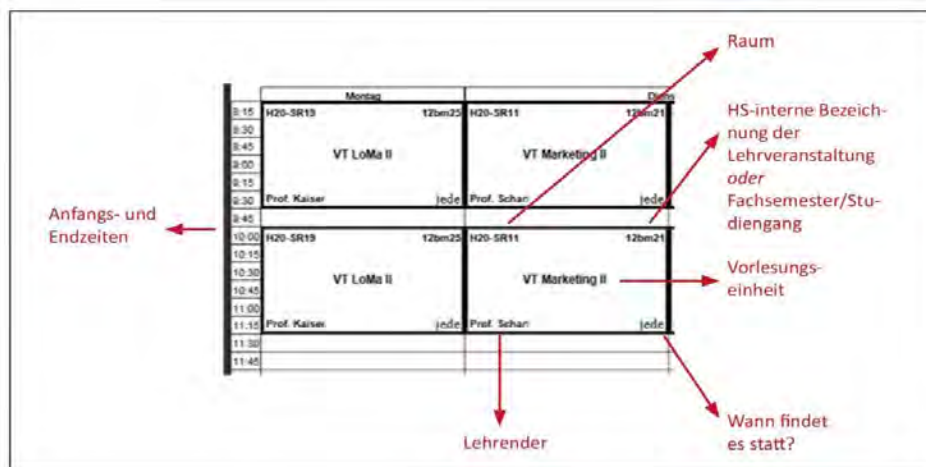 Raum
Montag
8:15 H20-SR19 12bm25 H20-SR11 12bm21
8:30
8:45 VT LoMa II VT Marketing II
9:00
9:15
9:30 Prof. Kaiser jede Prof. jede
9:45
10:00 H20-SR19 12bm25 H20-SR11 12bm21
10:15
10:30 VT LoMa II VT Marketing II
10:45
11:00
11:15 Prof. Kaiser jede Prof. jede
11:30
11:45
HS-interne Bezeich-
nung der
Lehrveranstaltung
oder
Fachsemester/Stu-
diengang
Anfangs- und
Endzeiten
Vorlesungs-
einheit
Lehrender
Wann findet
es statt?